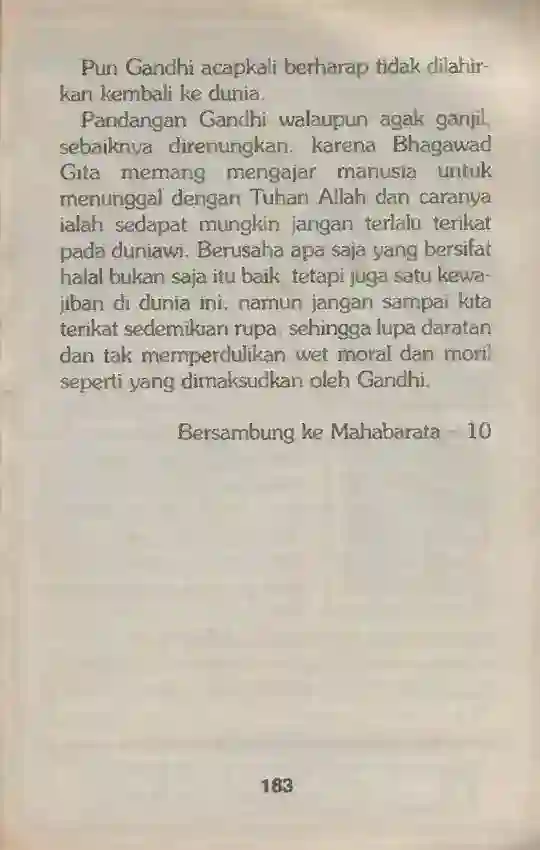 Pun Gandhi acapkali berharap tidak dilahir-
kan kembali ke dunia.
Pandangan Gandhi walaupun agak ganjil,
sebaiknya direnungkan, karena Bhagawad
Gita memang mengajar manusia untuk
menunggal dengan Tuhan Allah dan caranya
ialah sedapat mungkin jangan terlalu terikat
pada duniawi. Berusaha apa saja yang bersifat
halal bukan saja itu baik tetapi juga satu kewa-
jiban di dunia ini, namun jangan sampai kita
terikat sedemikian rupa, sehingga lupa daratan
dan tak memperdulikan wet moral dan moril
seperti yang dimaksudkan oleh Gandhi.
Bersambung ke Mahabarata – 10
183